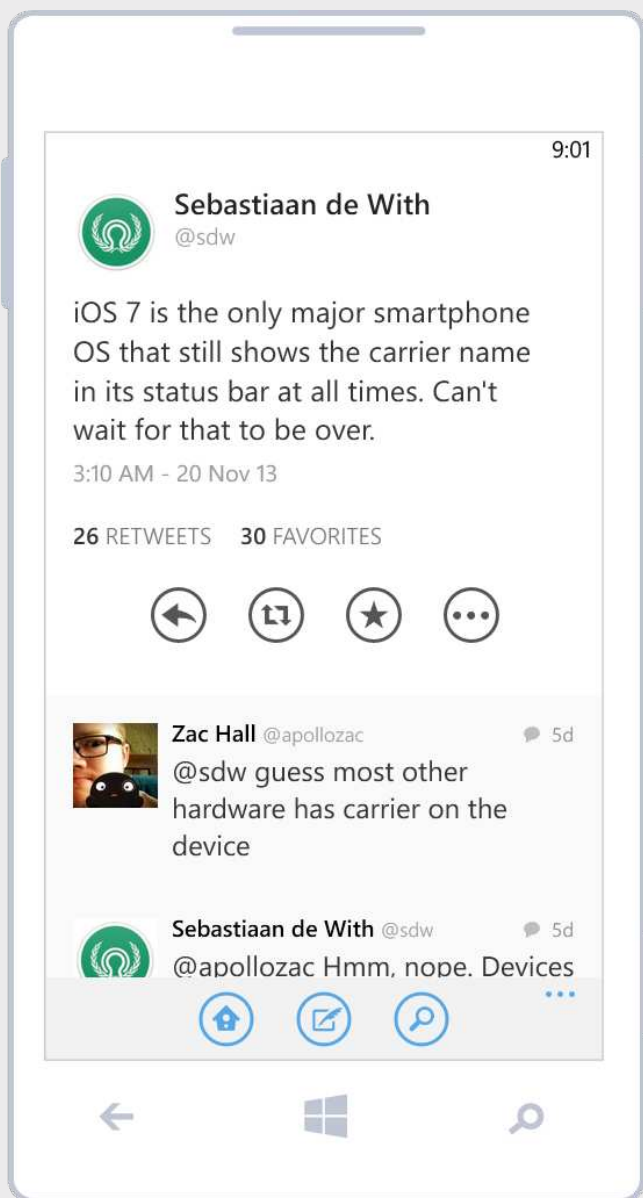 9:01
Sebastiaan de With
@sdw
iOS 7 is the only major smartphone
OS that still shows the carrier name
in its status bar at all times. Can't
wait for that to be over.
3:10 AM - 20 Nov 13
26 RETWEETS 30 FAVORITES
Zac Hall @apollozac 5d
@sdw guess most other
hardware has carrier on the
device
Sebastiaan de With @sdw 5d
@apollozac Hmm, nope. Devices